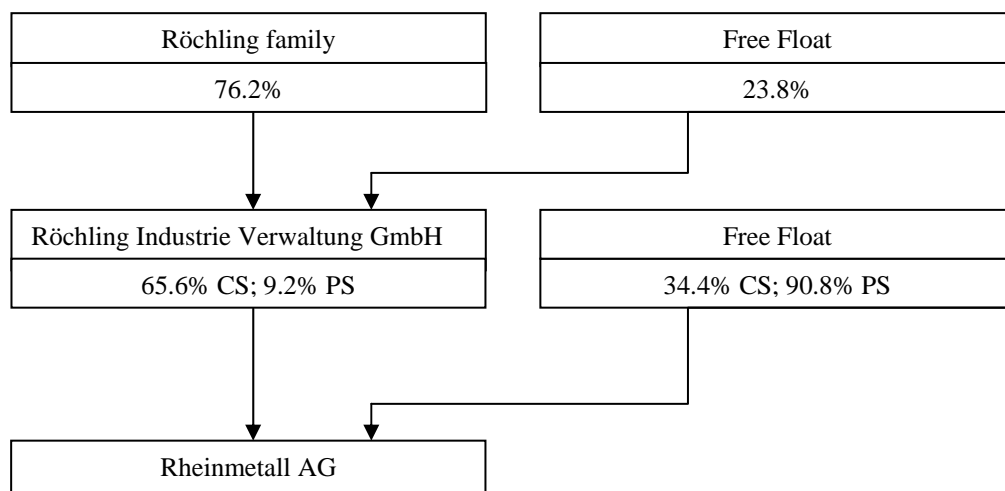 Röchling family
Free Float
76.2%
23.8%
Röchling Industrie Verwaltung GmbH
Free Float
65.6% CS; 9.2% PS
34.4% CS; 90.8% PS
Rheinmetall AG